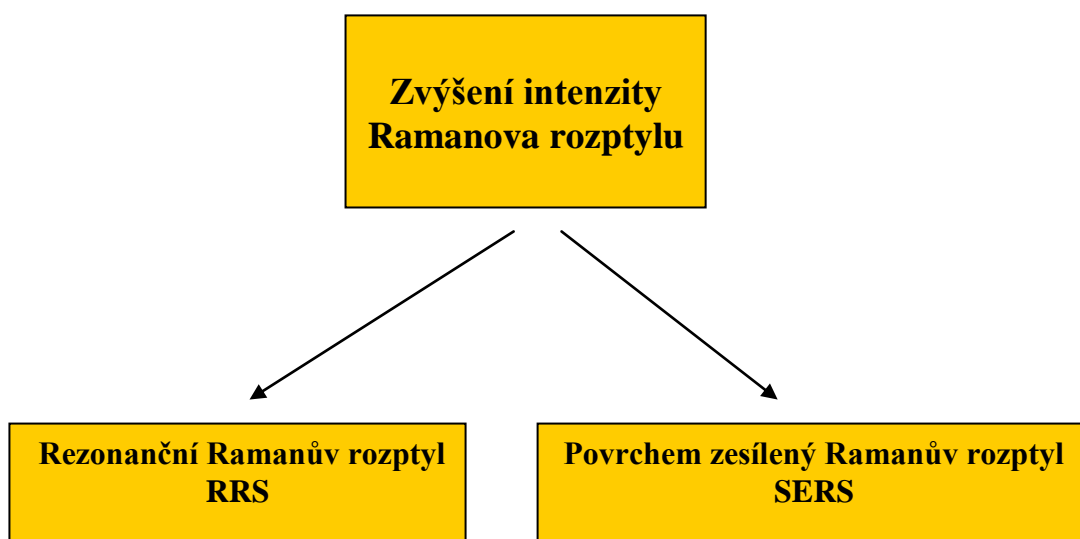 Zvýšení intenzity
Ramanova rozptylu
Rezonanční Ramanův rozptyl
RRS
Povrchem zesílený Ramanův rozptyl
SERS